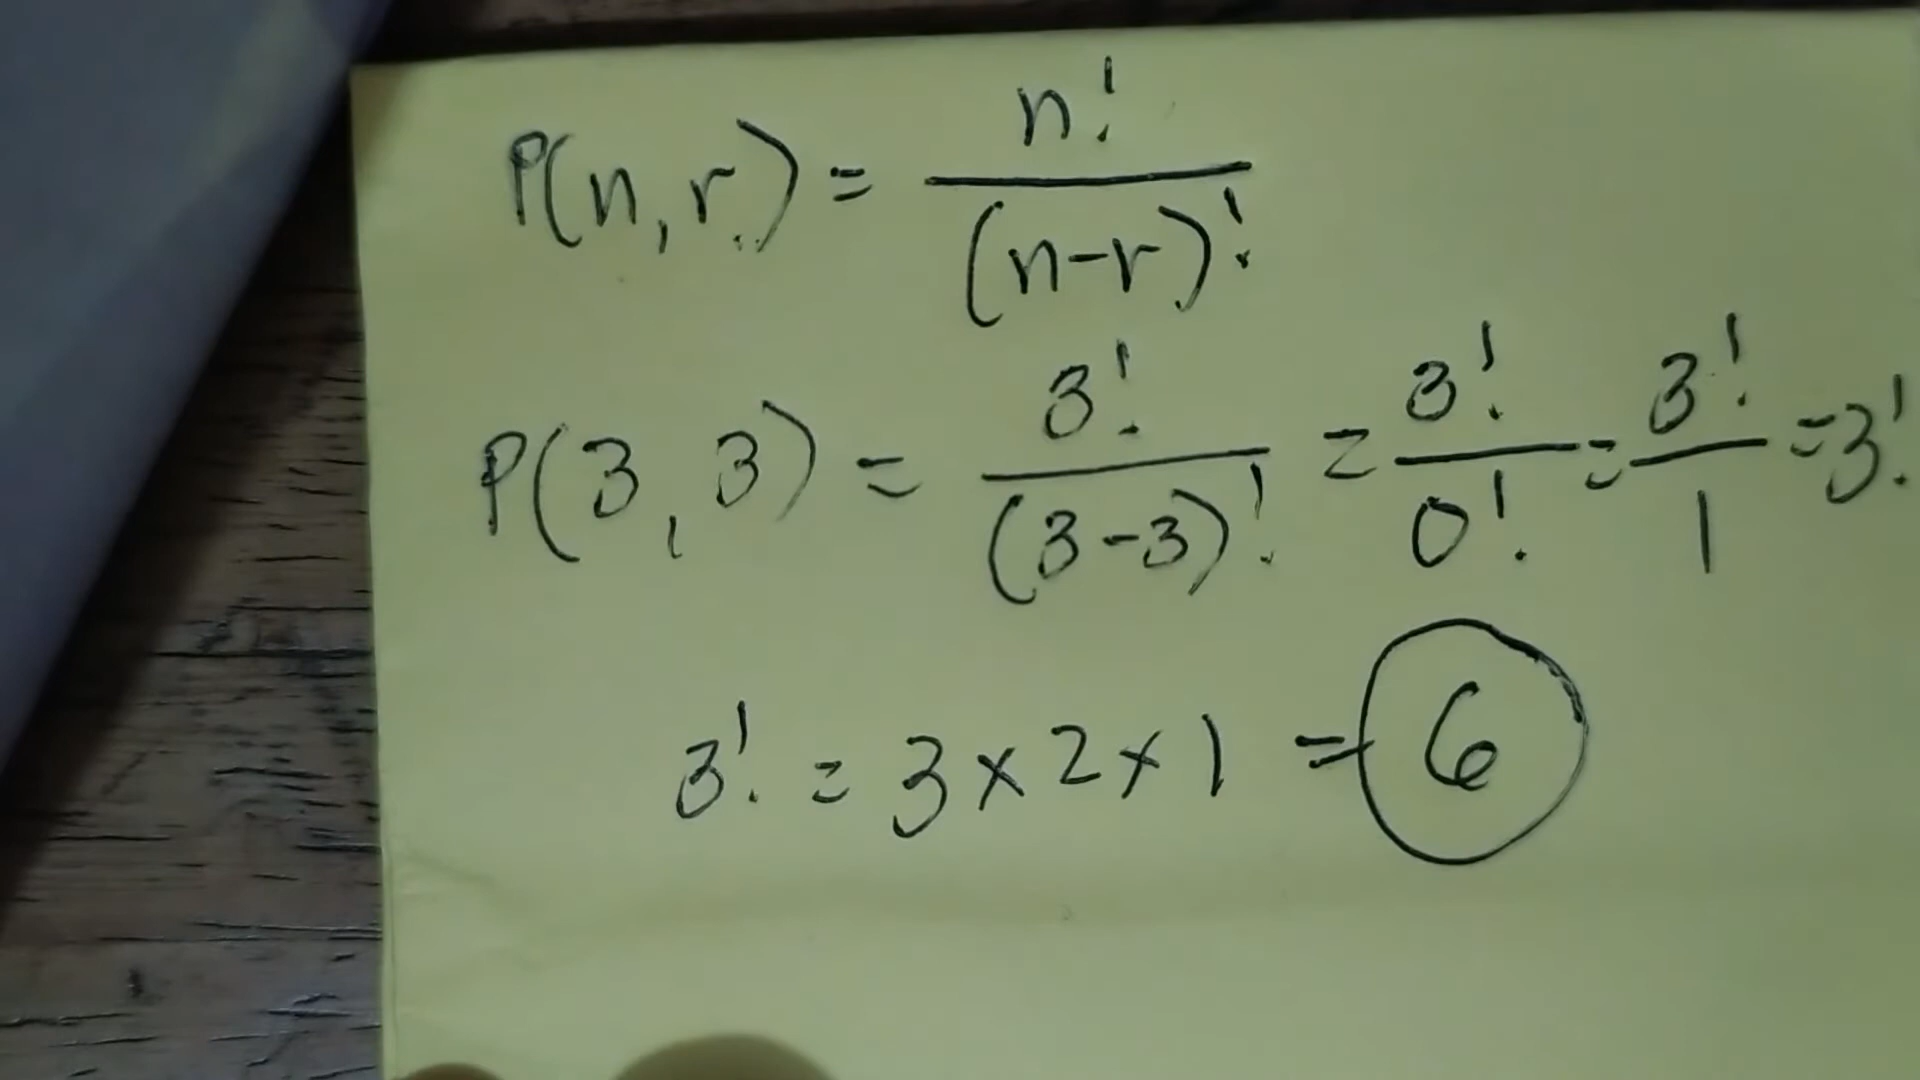 P(n,r) = n! / (n-r)!
P(3,3) = 3! / (3-3)! = 3! / 0! = 3! / 1 = 3!
3! = 3 x 2 x 1 = 6